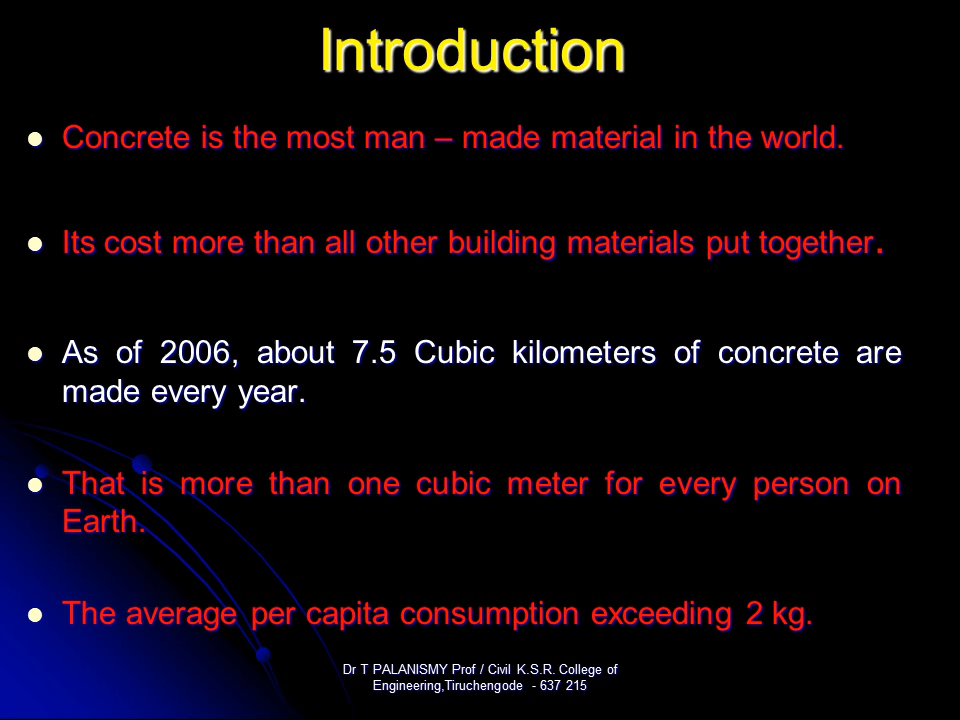 Introduction
Concrete is the most man – made material in the world.
Its cost more than all other building materials put together.
As of 2006, about 7.5 Cubic kilometers of concrete are
made every year.
That is more than one cubic meter for every person on
Earth.
The average per capita consumption exceeding 2 kg.
Dr T PALANISMY Prof / Civil K.S.R. College of
Engineering,Tiruchengode - 637 215